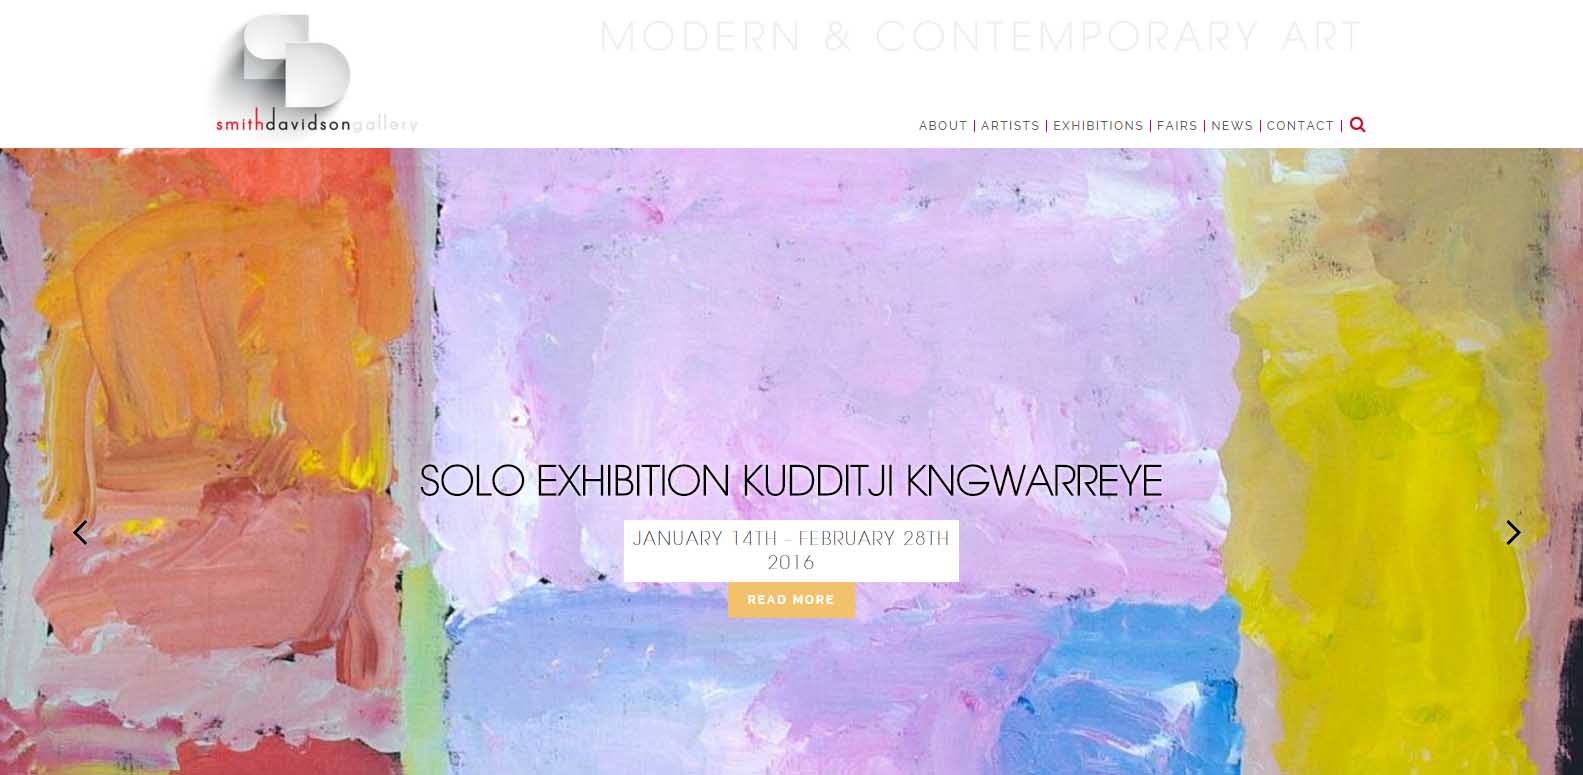 MODERN & CONTEMPORARY ART
smithdavidsongallery
ABOUT | ARTISTS | EXHIBITIONS | FAIRS | NEWS | CONTACT |
SOLO EXHIBITION KUDDITJI KNGWARREYE
JANUARY 14TH - FEBRUARY 28TH
2016
READ MORE